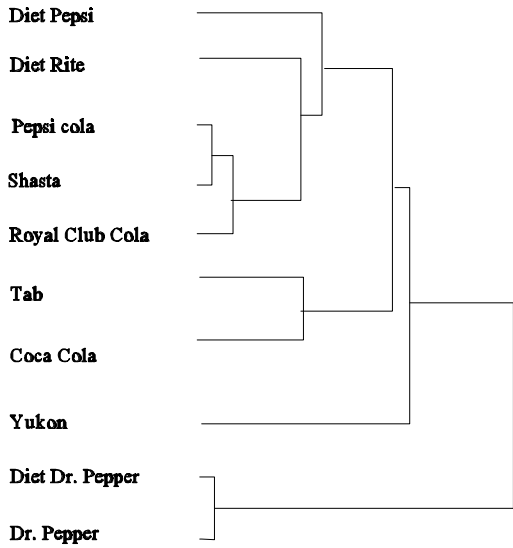 Diet Pepsi
Diet Rite
Pepsi cola
Shasta
Royal Club Cola
Tab
Coca Cola
Yukon
Diet Dr. Pepper
Dr. Pepper